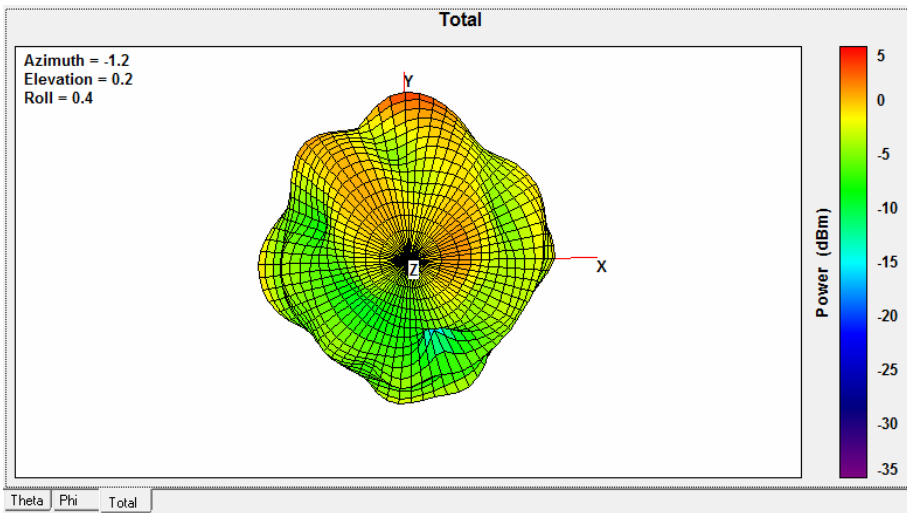 Total
Azimuth = -1.2
Elevation = 0.2
Roll = 0.4
Y
Z
X
5
0
-5
-10
-15
-20
-25
-30
-35
Power (dBm)
Theta
Phi
Total